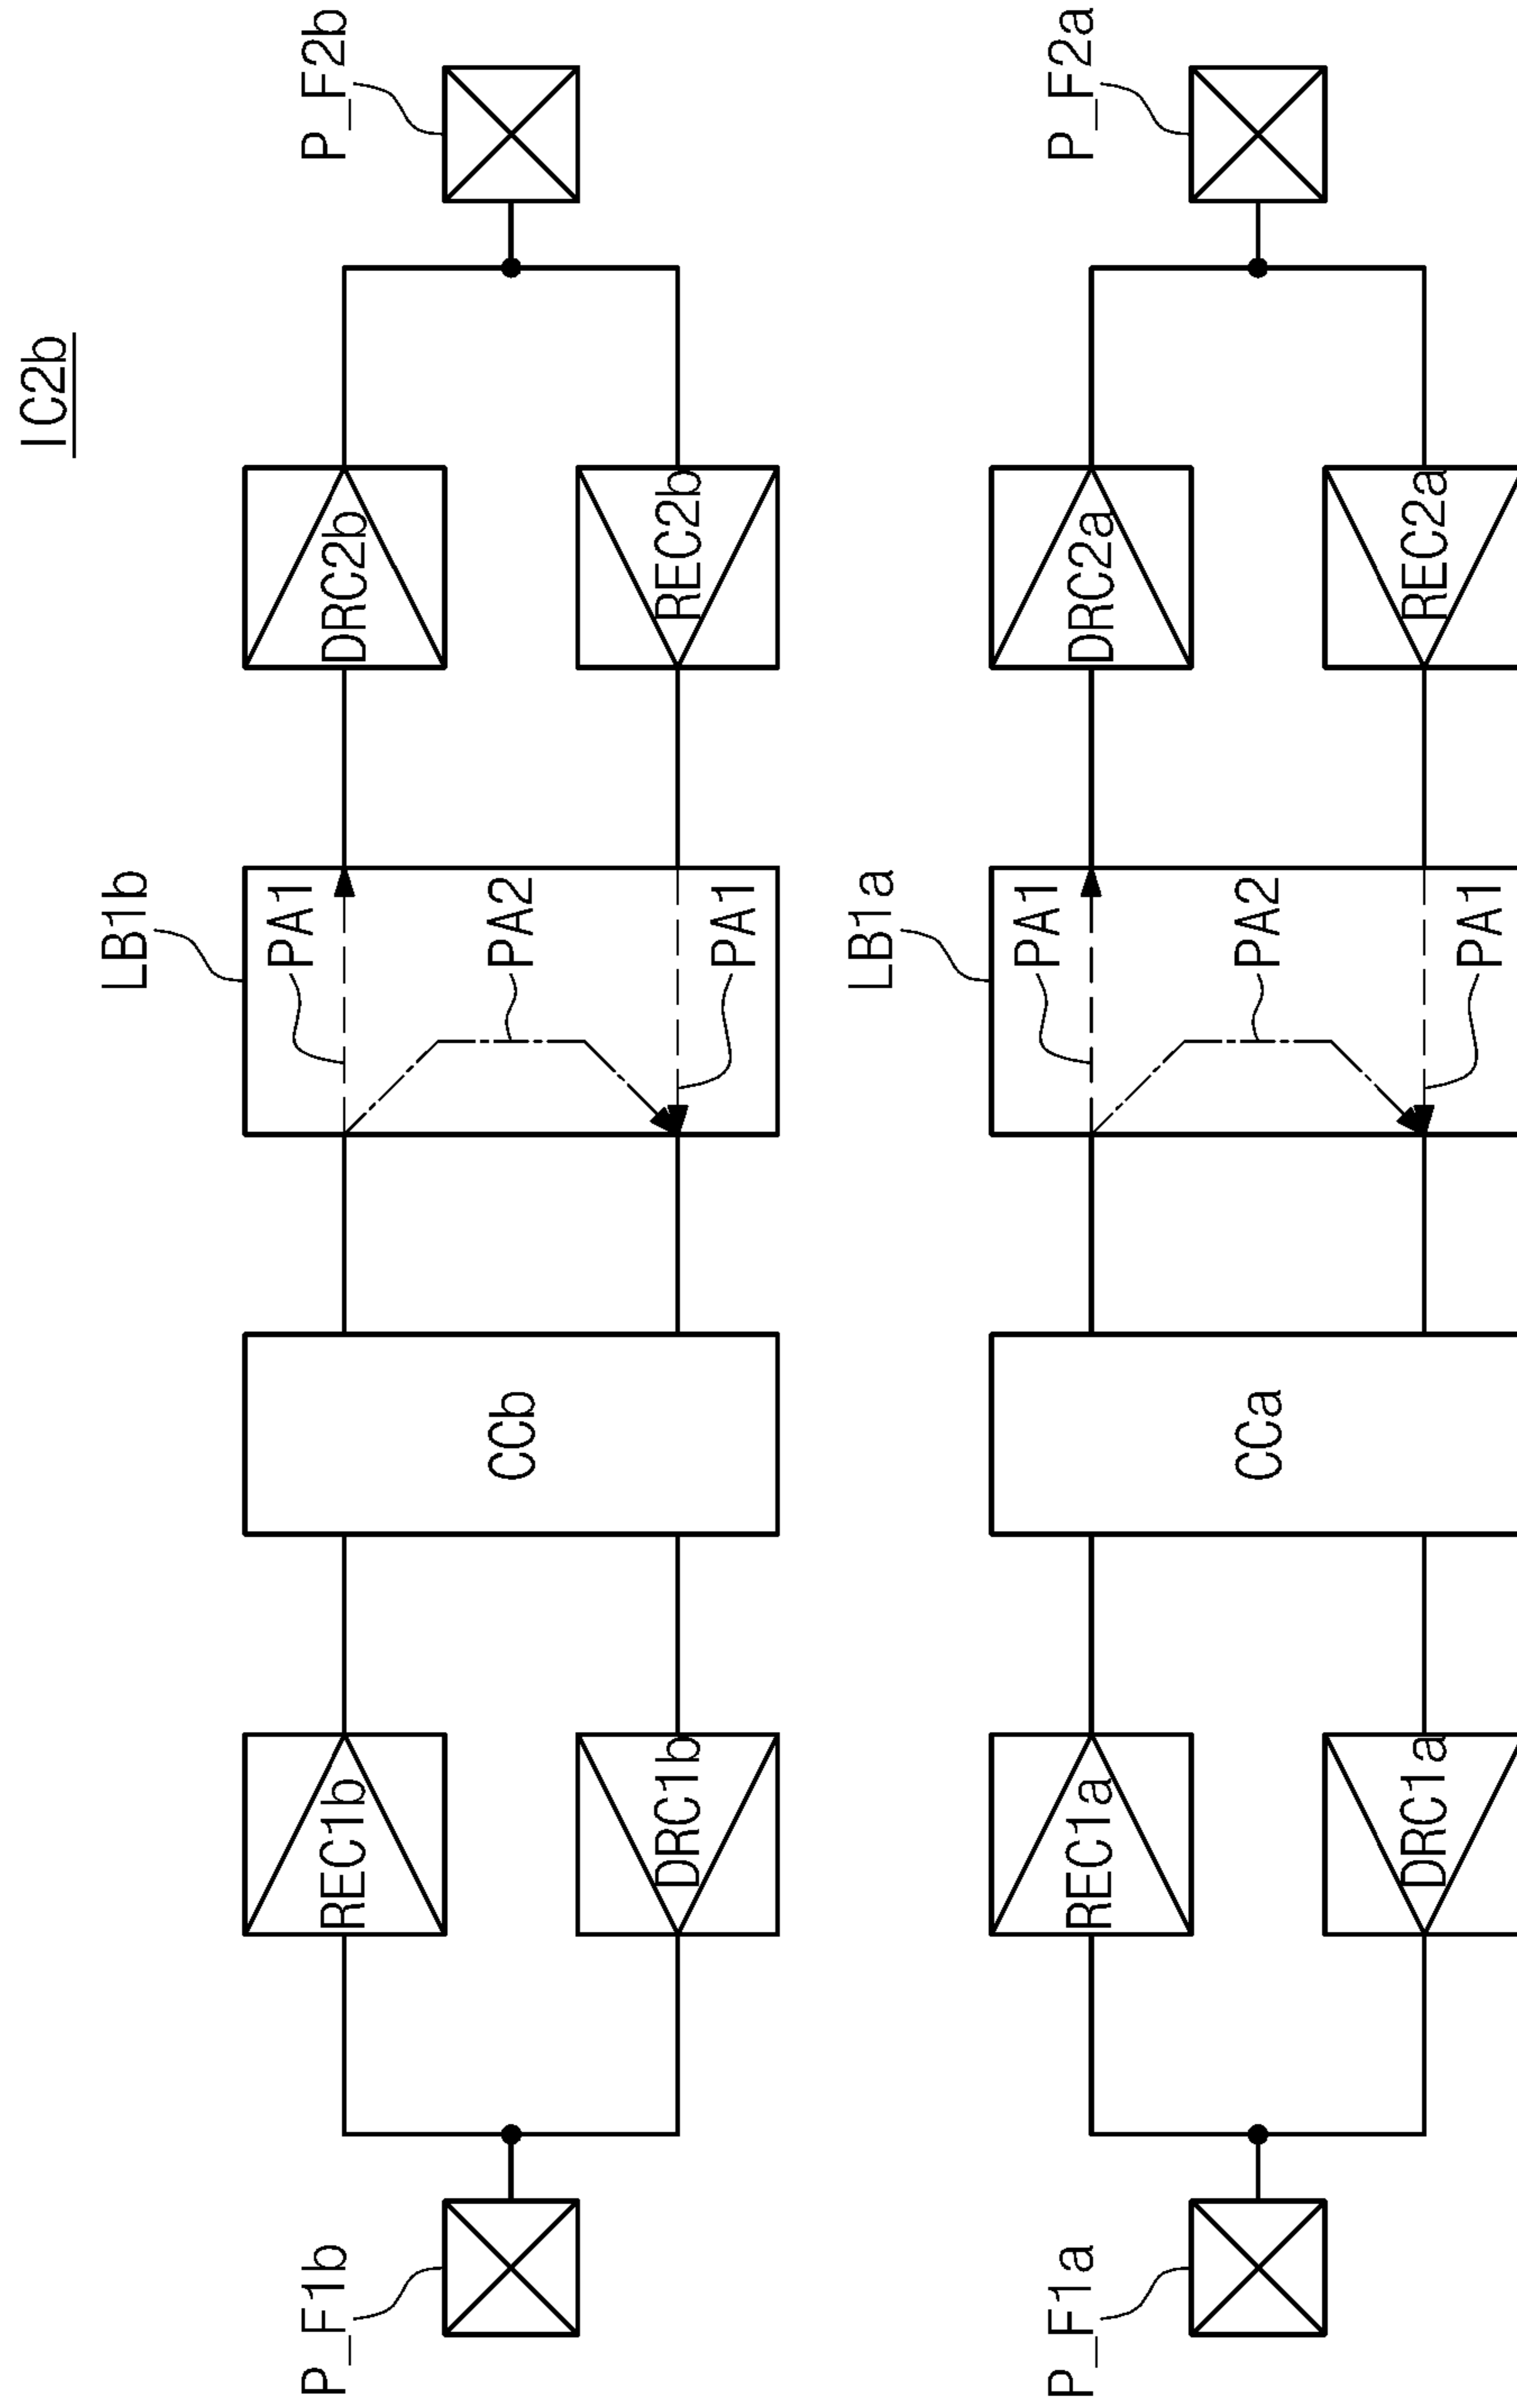 IC2b
P_F1b
REC1b
DRC1b
CCb
LB1b
PA1
PA2
PA1
DRC2b
REC2b
P_F2b
P_F1a
REC1a
DRC1a
CCa
LB1a
PA1
PA2
PA1
DRC2a
REC2a
P_F2a